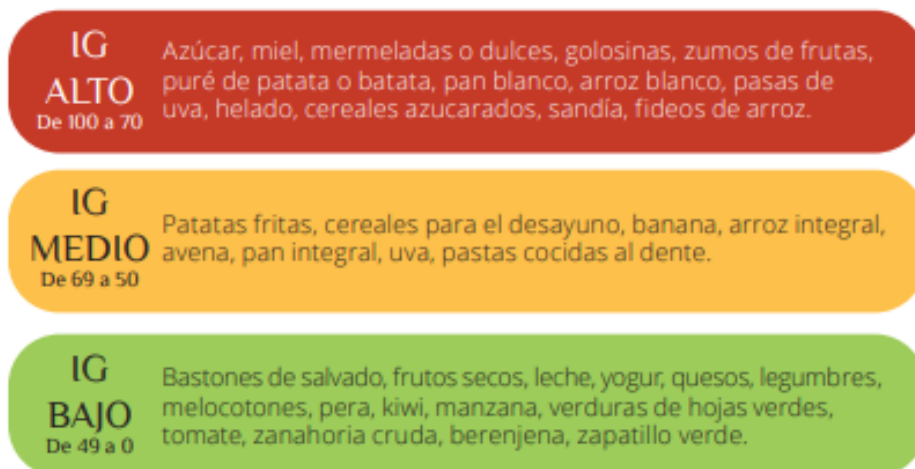 IG
ALTO
De 100 a 70
Azúcar, miel, mermeladas o dulces, golosinas, zumos de frutas,
puré de patata o batata, pan blanco, arroz blanco, pasas de
uva, helado, cereales azucarados, sandía, fideos de arroz.
IG
MEDIO
De 69 a 50
Patatas fritas, cereales para el desayuno, banana, arroz integral,
avena, pan integral, uva, pastas cocidas al dente.
IG
BAJO
De 49 a 0
Bastones de salvado, frutos secos, leche, yogur, quesos, legumbres,
melocotones, pera, kiwi, manzana, verduras de hojas verdes,
tomate, zanahoria cruda, berenjena, zapatillo verde.